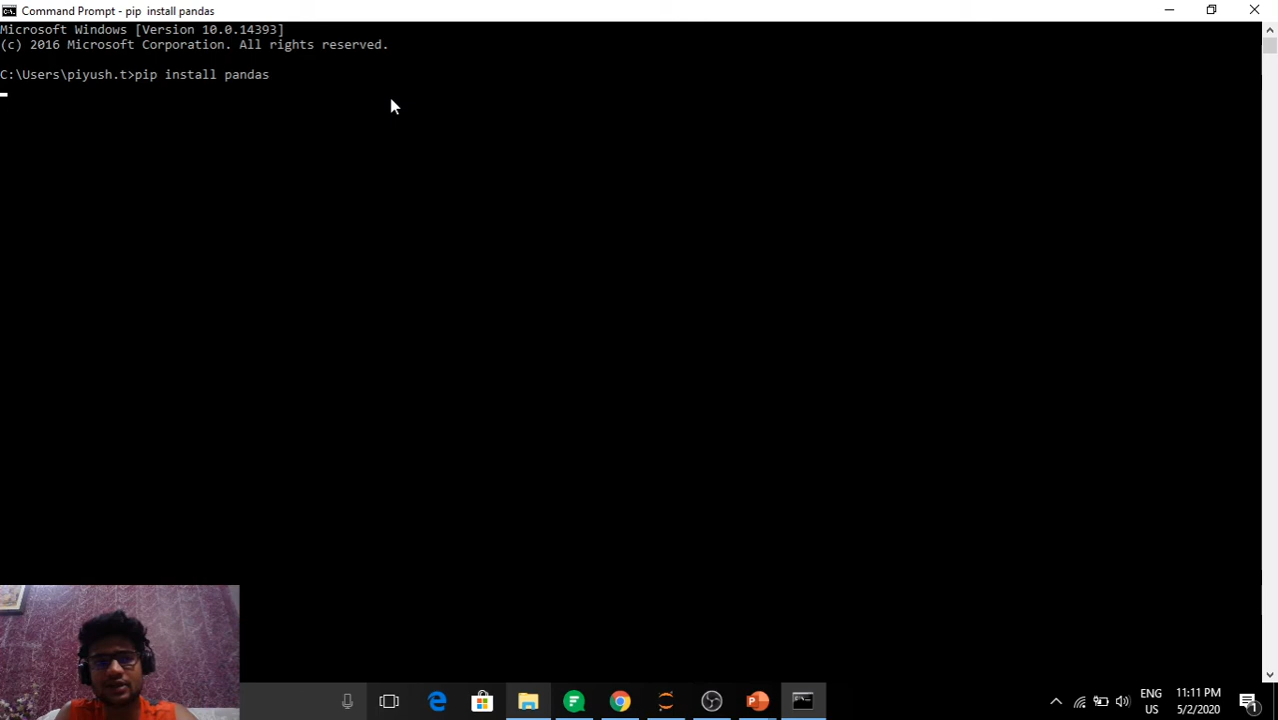 Command Prompt - pip  install pandas
Microsoft Windows [Version 10.0.14393]
(c) 2016 Microsoft Corporation. All rights reserved.
C:\Users\piyush.t>pip install pandas
ENG
US
11:11 PM
5/2/2020
1